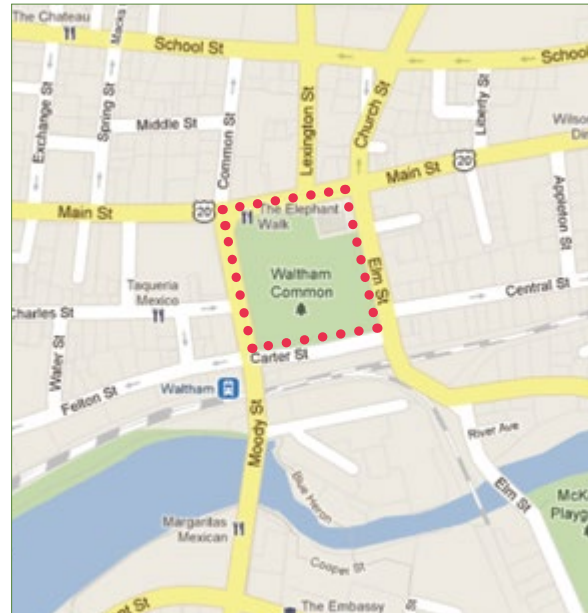 The Chateau
Macks
School St
School
Exchange St
Spring St
Middle St
Common St
Lexington St
Church St
Liberty St
Wilson
Main St
20
Main St
20
The Elephant
Walk
Appleton St
Waltham
Common
Elm St
Taqueria
Mexico
Central St
Charles St
Water St
Carter St
Felton St
Waltham
Moody St
River Ave
Elm St
Blue Heron
McK
Playg
Margaritas
Mexican
Cooper St
St
The Embassy